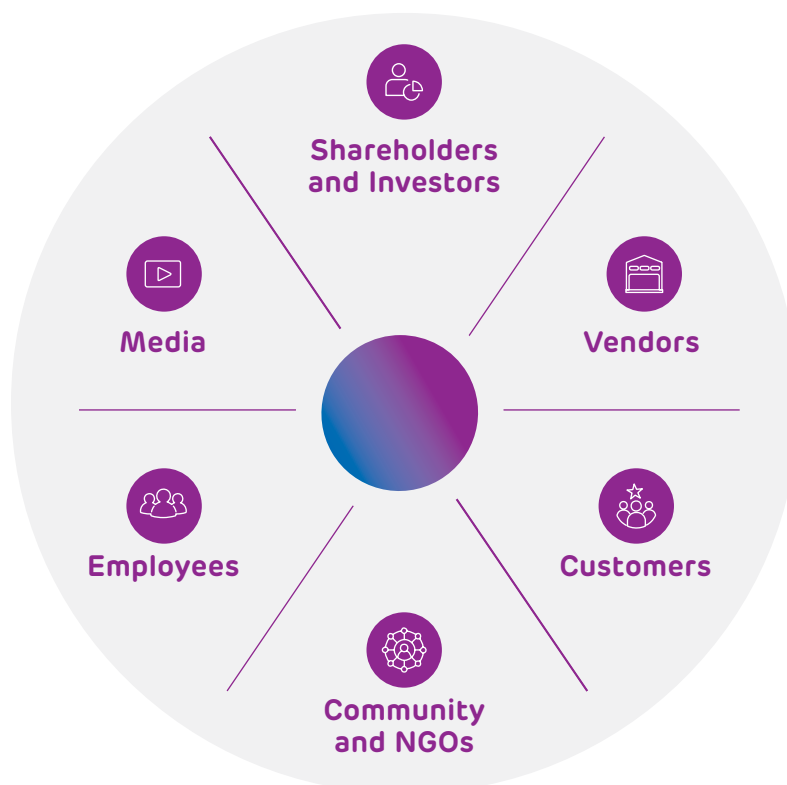 Shareholders
and Investors
Media
Vendors
Employees
Customers
Community
and NGOs